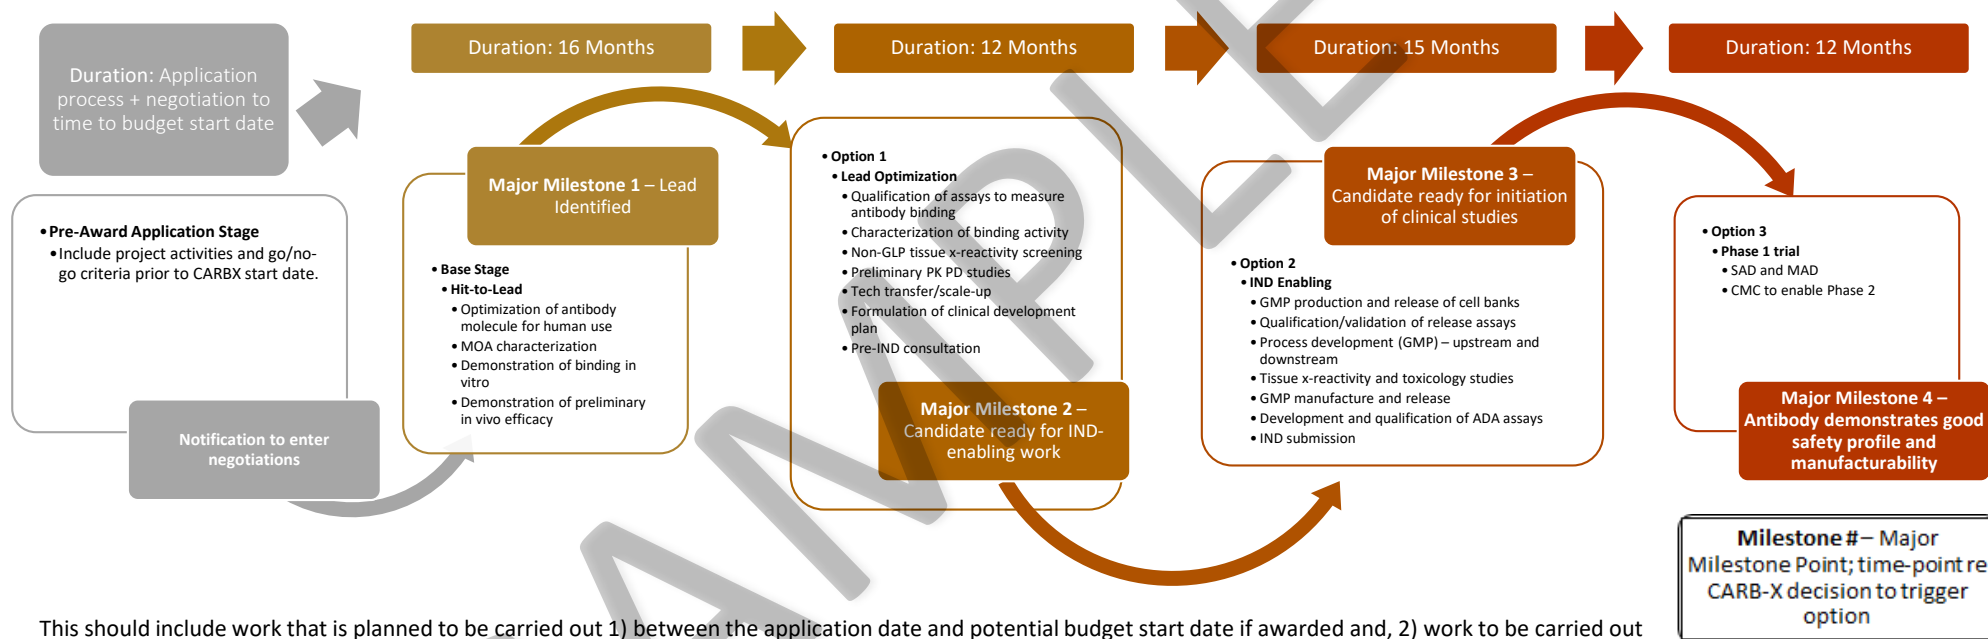 Duration: Application
process + negotiation to
time to budget start date
Duration: 16 Months
Duration: 12 Months
Duration: 15 Months
Duration: 12 Months
• Pre-Award Application Stage
• Include project activities and go/no-
go criteria prior to CARBX start date.
Notification to enter
negotiations
Major Milestone 1 – Lead
Identified
• Base Stage
• Hit-to-Lead
• Optimization of antibody
molecule for human use
• MOA characterization
• Demonstration of binding in
vitro
• Demonstration of preliminary
in vivo efficacy
• Option 1
• Lead Optimization
• Qualification of assays to measure
antibody binding
• Characterization of binding activity
• Non-GLP tissue x-reactivity screening
• Preliminary PK PD studies
• Tech transfer/scale-up
• Formulation of clinical development
plan
• Pre-IND consultation
Major Milestone 2 –
Candidate ready for IND-
enabling work
Major Milestone 3 –
Candidate ready for initiation
of clinical studies
• Option 2
• IND Enabling
• GMP production and release of cell banks
• Qualification/validation of release assays
• Process development (GMP) – upstream and
downstream
• Tissue x-reactivity and toxicology studies
• GMP manufacture and release
• Development and qualification of ADA assays
• IND submission
• Option 3
• Phase 1 trial
• SAD and MAD
• CMC to enable Phase 2
Major Milestone 4 –
Antibody demonstrates good
safety profile and
manufacturability
Milestone # – Major
Milestone Point; time-point re
CARB-X decision to trigger
option
This should include work that is planned to be carried out 1) between the application date and potential budget start date if awarded and, 2) work to be carried out
AMPLE